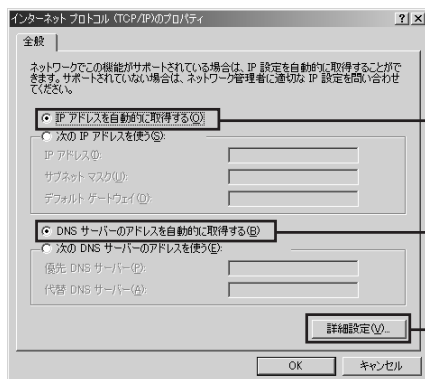 インターネット プロトコル (TCP/IP)のプロパティ
? ×
全般
ネットワークでこの機能がサポートされている場合は、IP 設定を自動的に取得することがで
きます。サポートされていない場合は、ネットワーク管理者に適切な IP 設定を問い合わせ
てください。
IP アドレスを自動的に取得する(O)
次の IP アドレスを使う(S):
IP アドレス(I):
サブネット マスク(U):
デフォルト ゲートウェイ(D):
DNS サーバーのアドレスを自動的に取得する(B)
次の DNS サーバーのアドレスを使う(E):
優先 DNS サーバー(P):
代替 DNS サーバー(A):
詳細設定(V)...
OK キャンセル